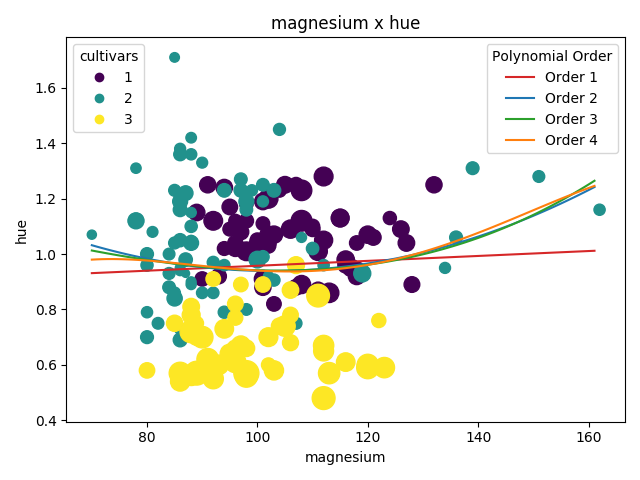 magnesium x hue
cultivars
1
2
3
Polynomial Order
Order 1
Order 2
Order 3
Order 4
hue
1.6
1.4
1.2
1.0
0.8
0.6
0.4
80 100 120 140 160
magnesium